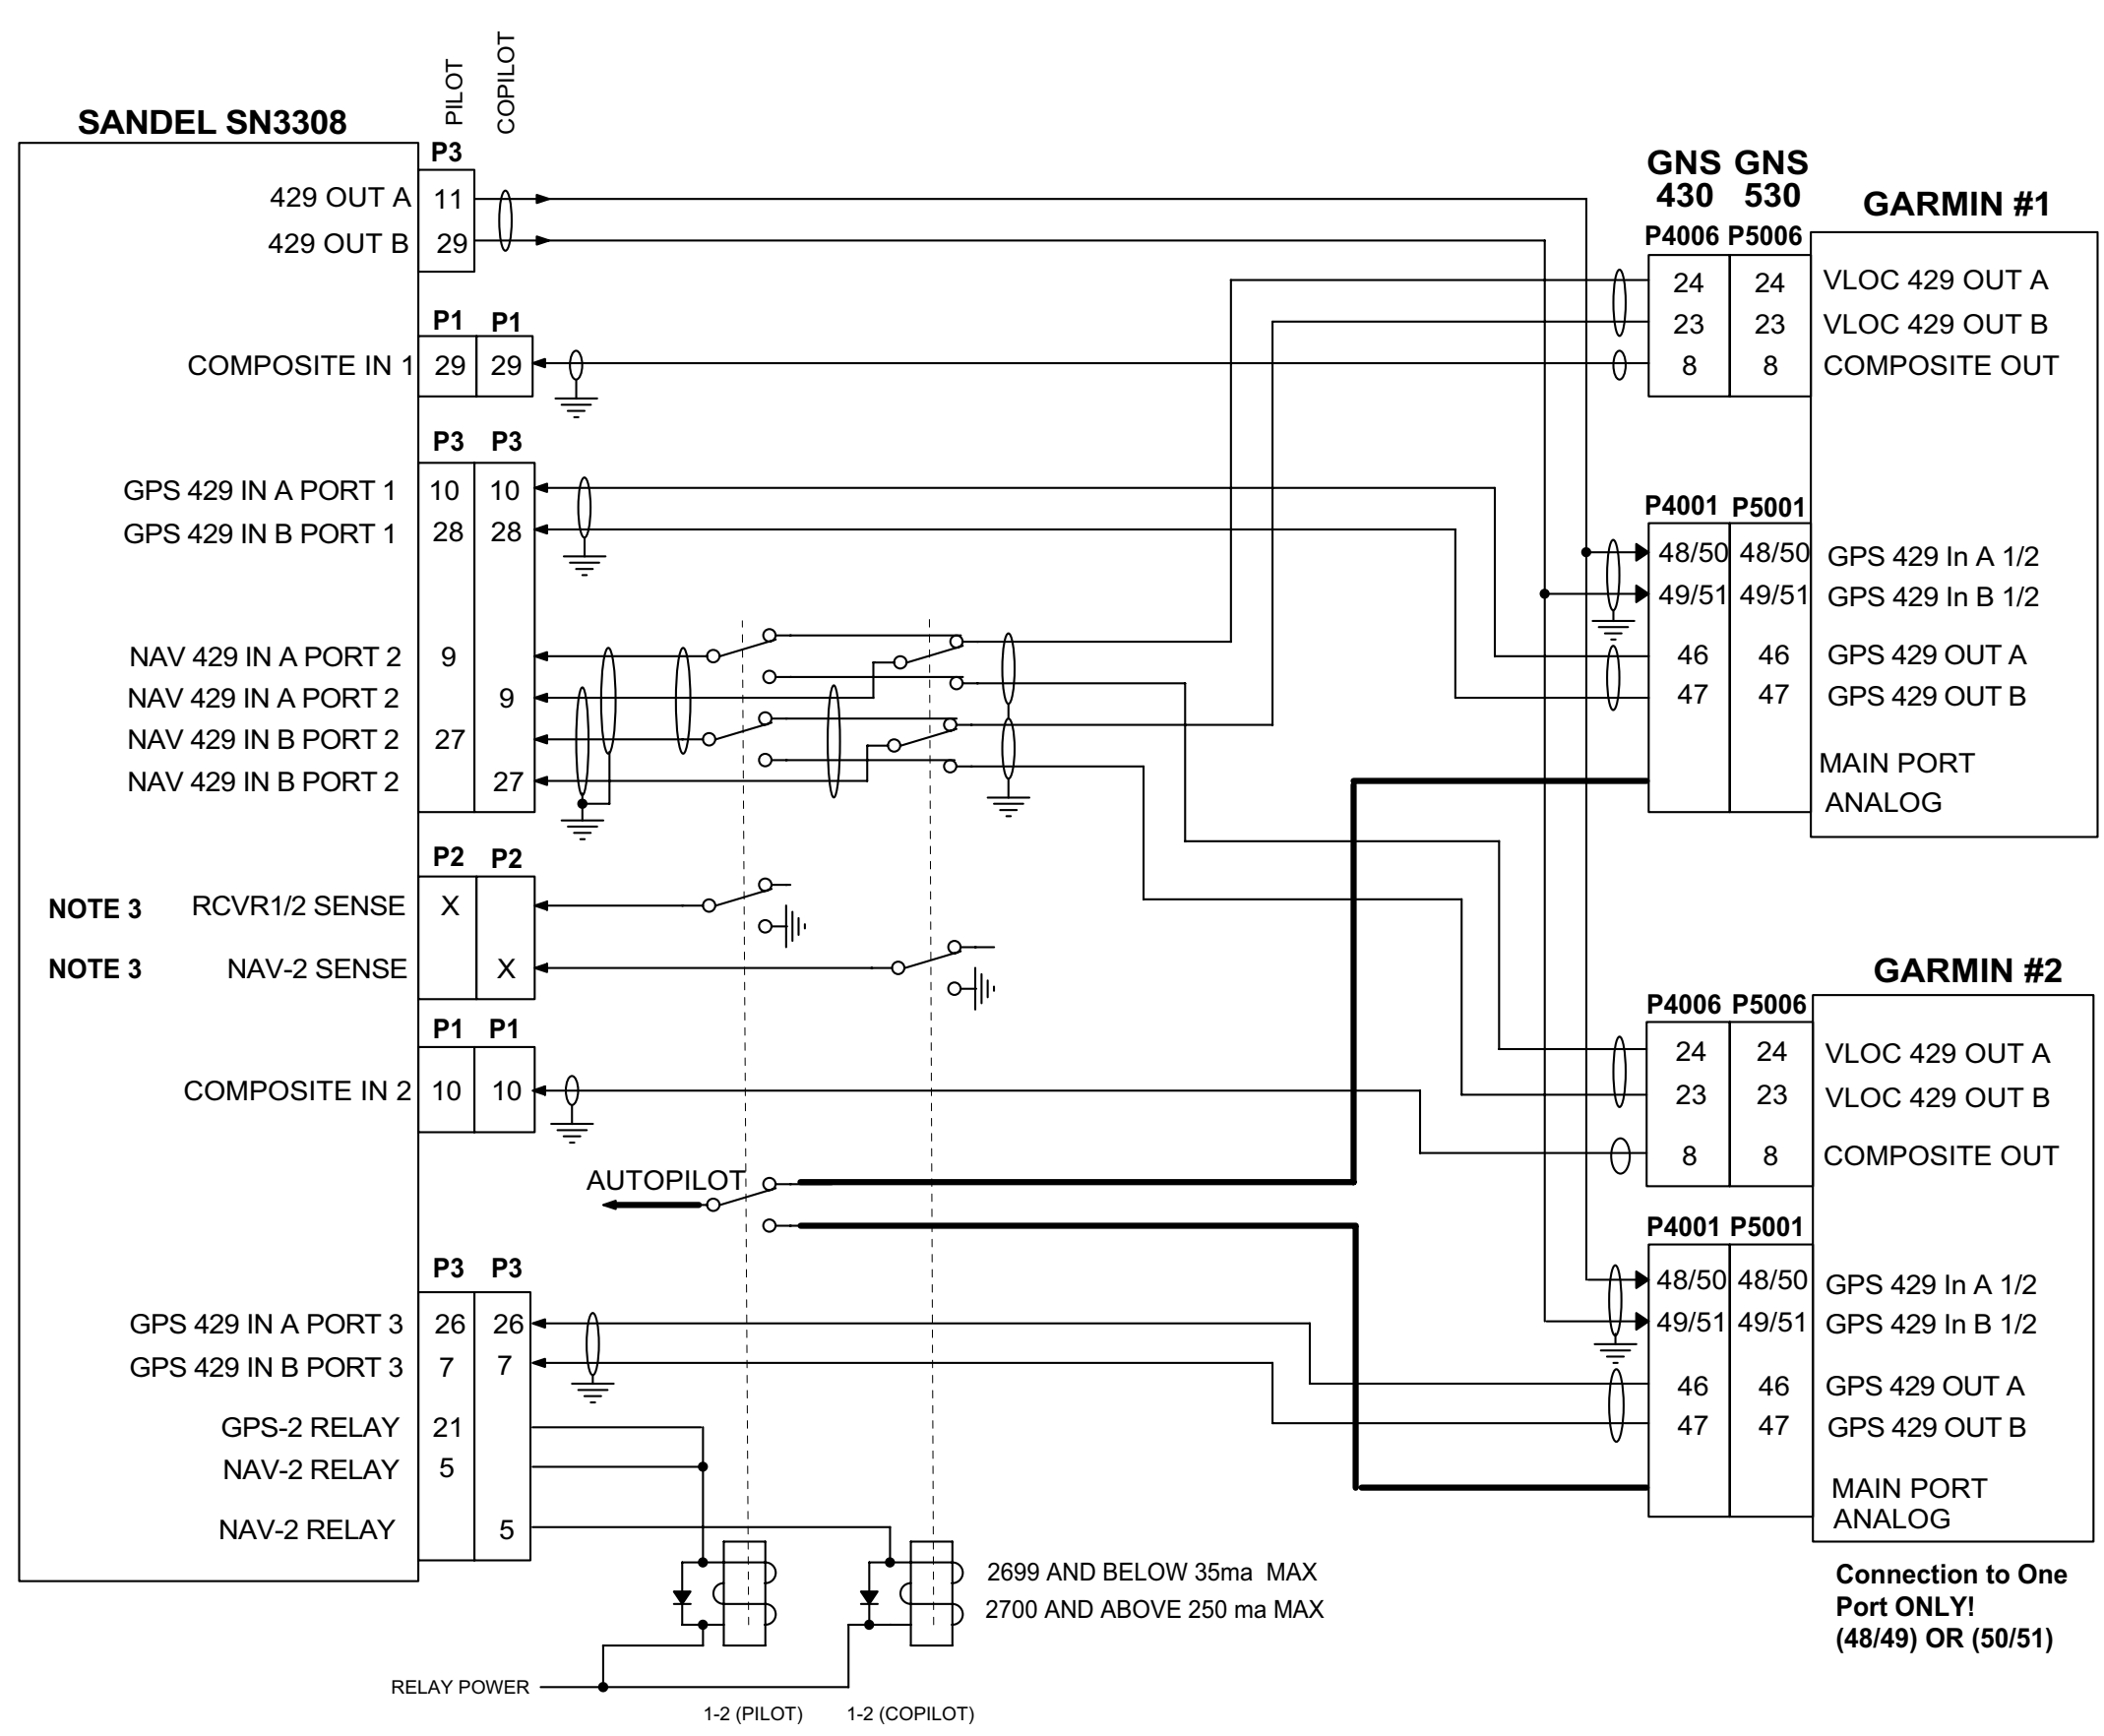 PILOT
COPILOT
SANDEL SN3308
P3
429 OUT A 11
429 OUT B 29
P1 P1
COMPOSITE IN 1 29 29
P3 P3
GPS 429 IN A PORT 1 10 10
GPS 429 IN B PORT 1 28 28
NAV 429 IN A PORT 2 9
NAV 429 IN A PORT 2 9
NAV 429 IN B PORT 2 27
NAV 429 IN B PORT 2 27
P2 P2
NOTE 3 RCVR1/2 SENSE X
NOTE 3 NAV-2 SENSE X
P1 P1
COMPOSITE IN 2 10 10
AUTOPILOT
P3 P3
GPS 429 IN A PORT 3 26 26
GPS 429 IN B PORT 3 7 7
GPS-2 RELAY 21
NAV-2 RELAY 5
NAV-2 RELAY 5
2699 AND BELOW 35ma MAX
2700 AND ABOVE 250 ma MAX
RELAY POWER
1-2 (PILOT) 1-2 (COPILOT)
GNS GNS
430 530
GARMIN #1
P4006 P5006
24 24 VLOC 429 OUT A
23 23 VLOC 429 OUT B
8 8 COMPOSITE OUT
P4001 P5001
48/50 48/50 GPS 429 In A 1/2
49/51 49/51 GPS 429 In B 1/2
46 46 GPS 429 OUT A
47 47 GPS 429 OUT B
MAIN PORT
ANALOG
GARMIN #2
P4006 P5006
24 24 VLOC 429 OUT A
23 23 VLOC 429 OUT B
8 8 COMPOSITE OUT
P4001 P5001
48/50 48/50 GPS 429 In A 1/2
49/51 49/51 GPS 429 In B 1/2
46 46 GPS 429 OUT A
47 47 GPS 429 OUT B
MAIN PORT
ANALOG
Connection to One
Port ONLY!
(48/49) OR (50/51)